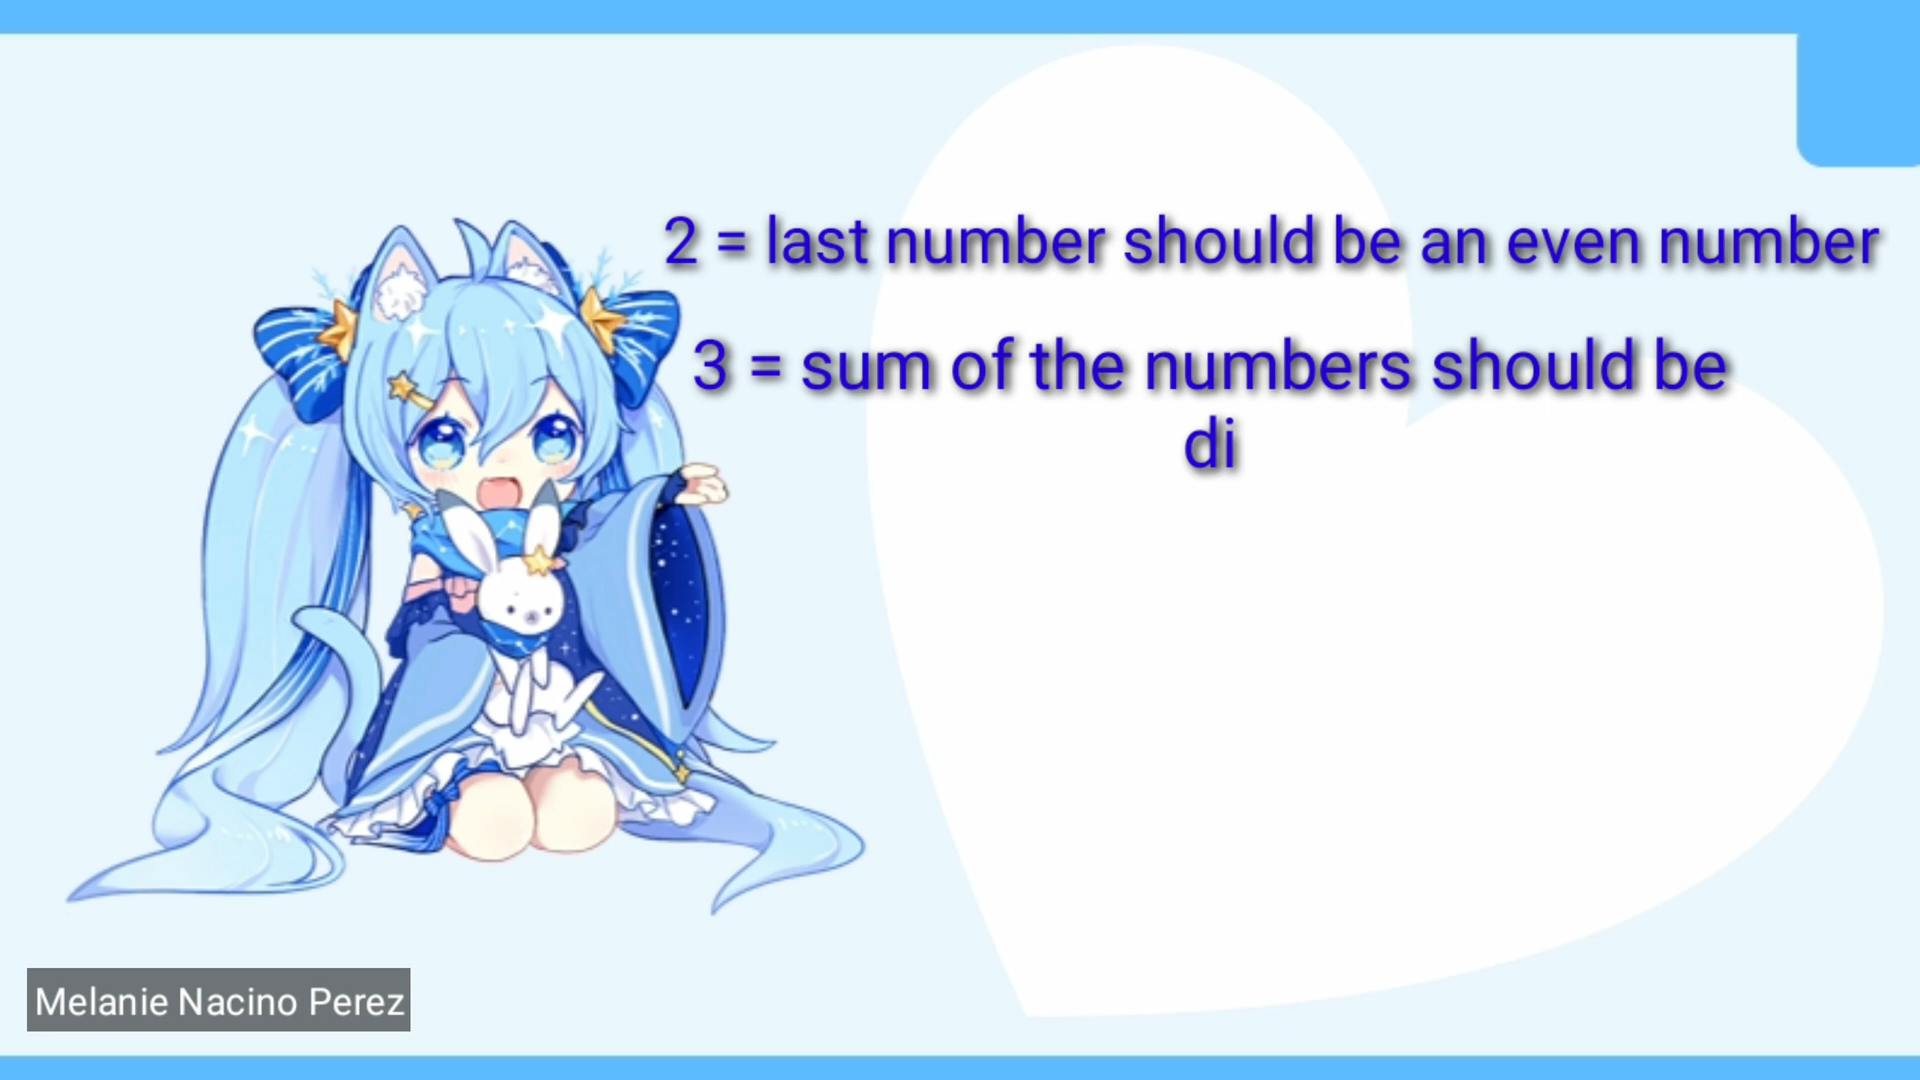 2 = last number should be an even number
3 = sum of the numbers should be
di
Melanie Nacino Perez